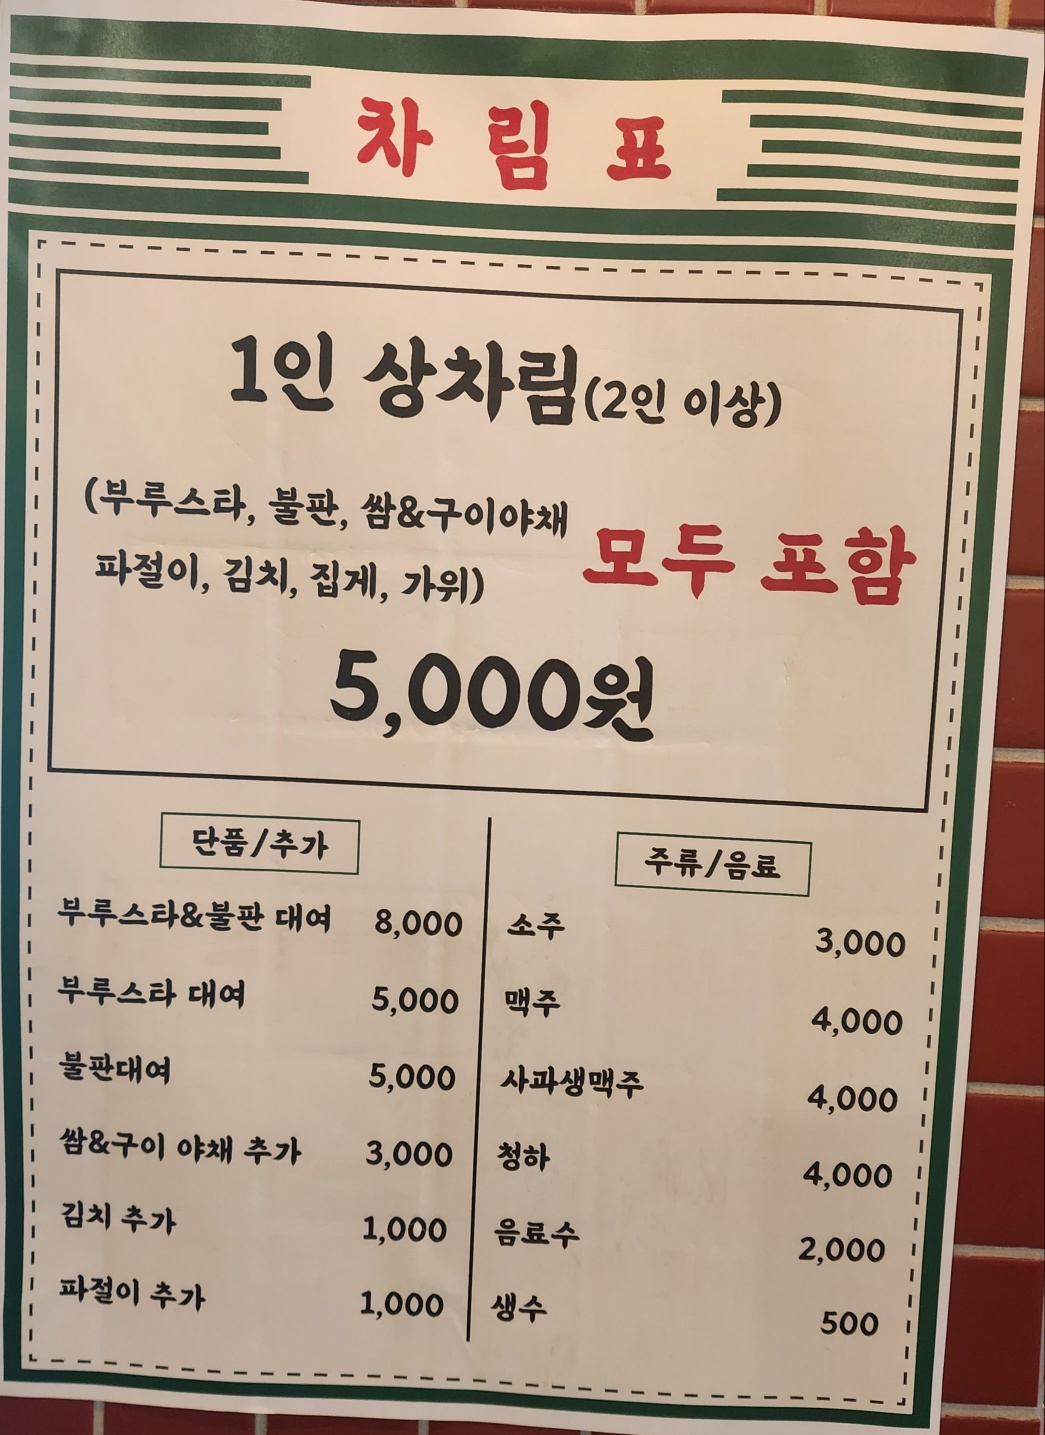 차림표
1인 상차림(2인 이상)
(부루스타, 불판, 쌈&구이야채
파절이, 김치, 집게, 가위)
모두 포함
5,000원
단품/추가
부루스타&불판 대여 8,000
부루스타 대여 5,000
불판대여 5,000
쌈&구이 야채 추가 3,000
김치 추가 1,000
파절이 추가 1,000
주류/음료
소주 3,000
맥주 4,000
사과생맥주 4,000
청하 4,000
음료수 2,000
생수 500